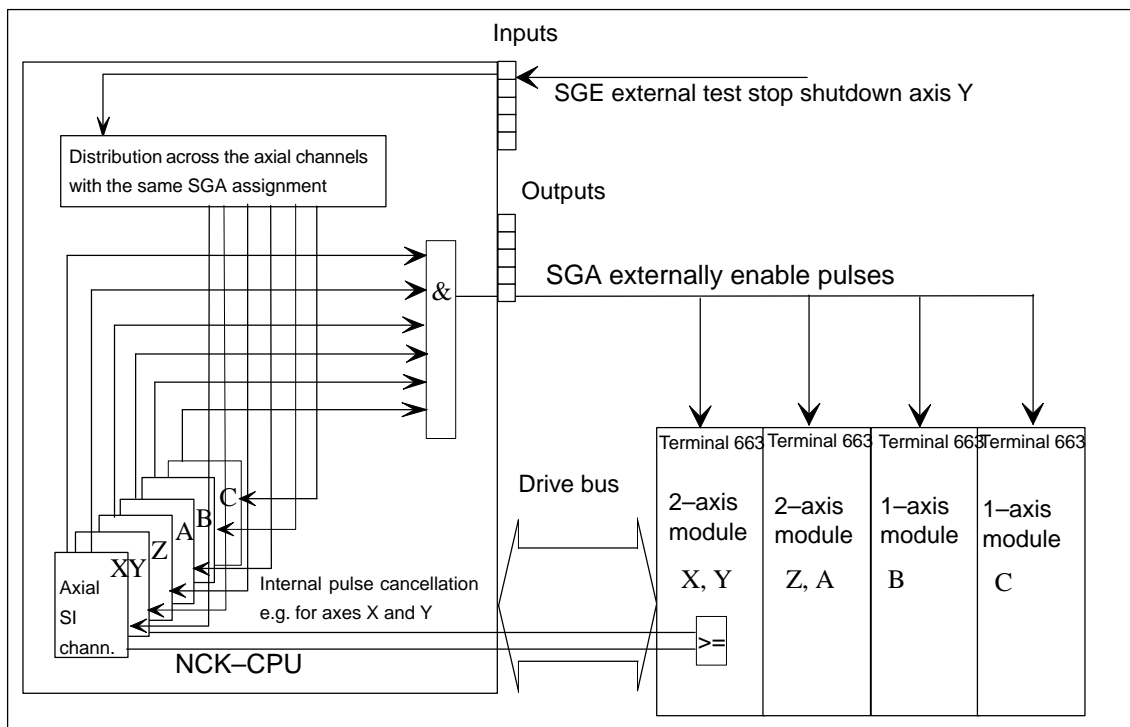 Inputs
SGE external test stop shutdown axis Y
Distribution across the axial channels
with the same SGA assignment
Outputs
&
SGA externally enable pulses
Terminal 663
Terminal 663
Terminal 663
Terminal 663
Drive bus
2–axis
module
X, Y
2–axis
module
Z, A
1–axis
module
B
1–axis
module
C
C
B
A
Z
Y
X
Axial
SI
chann.
Internal pulse cancellation
e.g. for axes X and Y
>=
NCK–CPU